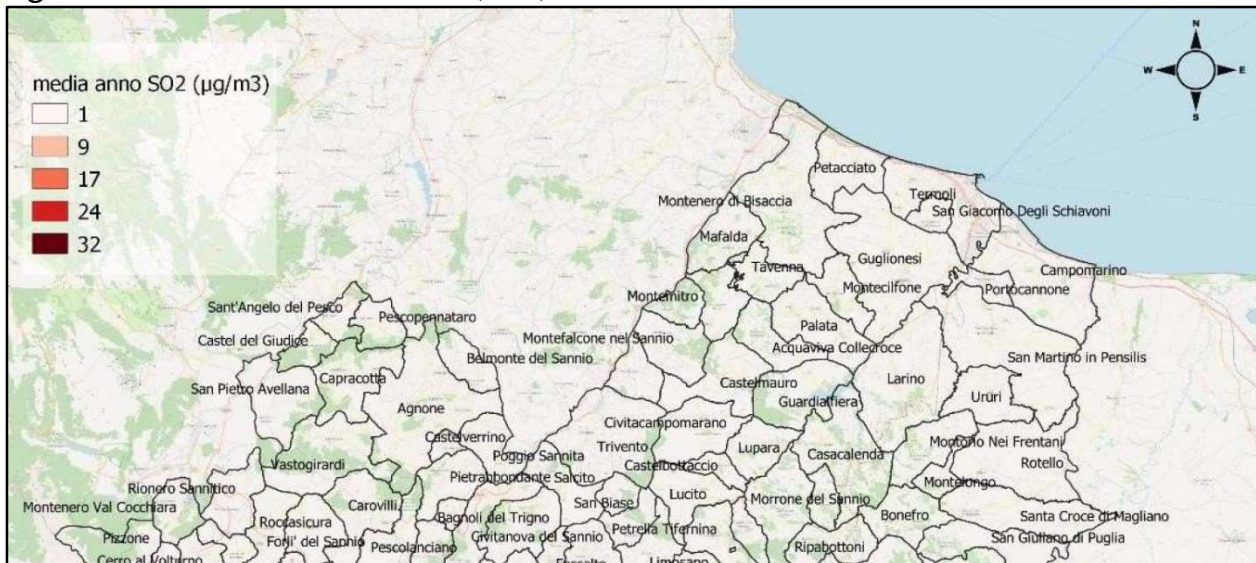 N
W E
S
media anno SO2 (µg/m3)
1
9
17
24
32
Petacciato
Termoli
Montenero di Bisaccia
San Giacomo Degli Schiavoni
Mafalda
Guglionesi
Tavenna
Campomarino
Montecilfone
Portocannone
Montemitro
Sant'Angelo del Pesco
Pescopennataro
Palata
Castel del Giudice
Montefalcone nel Sannio
Acquaviva Collecroce
Belmonte del Sannio
San Martino in Pensilis
Capracotta
Larino
San Pietro Avellana
Castelmauro
Ururi
Guardialfiera
Agnone
Civitacampomarano
Castelverrino
Montorio Nei Frentani
Trivento
Lupara
Casacalenda
Poggio Sannita
Rotello
Vastogirardi
Castelbottaccio
Pietrabbondante
Salcito
Montelongo
Rionero Sannitico
Lucito
Morrone del Sannio
San Biase
Carovilli
Montenero Val Cocchiara
Bonefro
Santa Croce di Magliano
Roccasicura
Bagnoli del Trigno
Petrella Tifernina
Pizzone
Civitanova del Sannio
San Giuliano di Puglia
Forli' del Sannio
Pescolanciano
Ripabottoni
Cerro al Volturno
Fossalto
Limosano